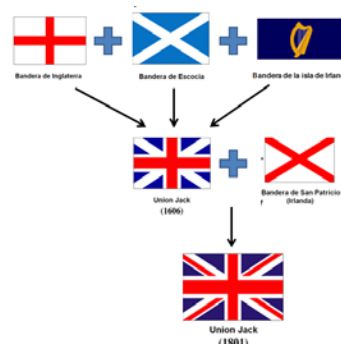 Bandera de Inglaterra
Bandera de Escocia
Bandera de la isla de Irlan
Union Jack
(1606)
Bandera de San Patricio
(Irlanda)
Union Jack
(1801)